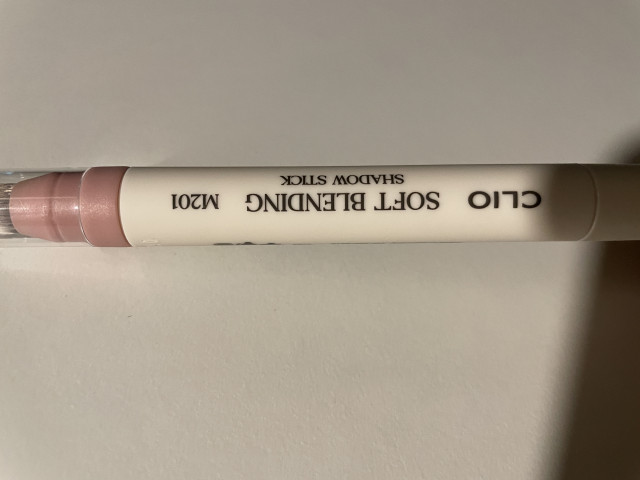 CLIO SOFT BLENDING M201
SHADOW STICK